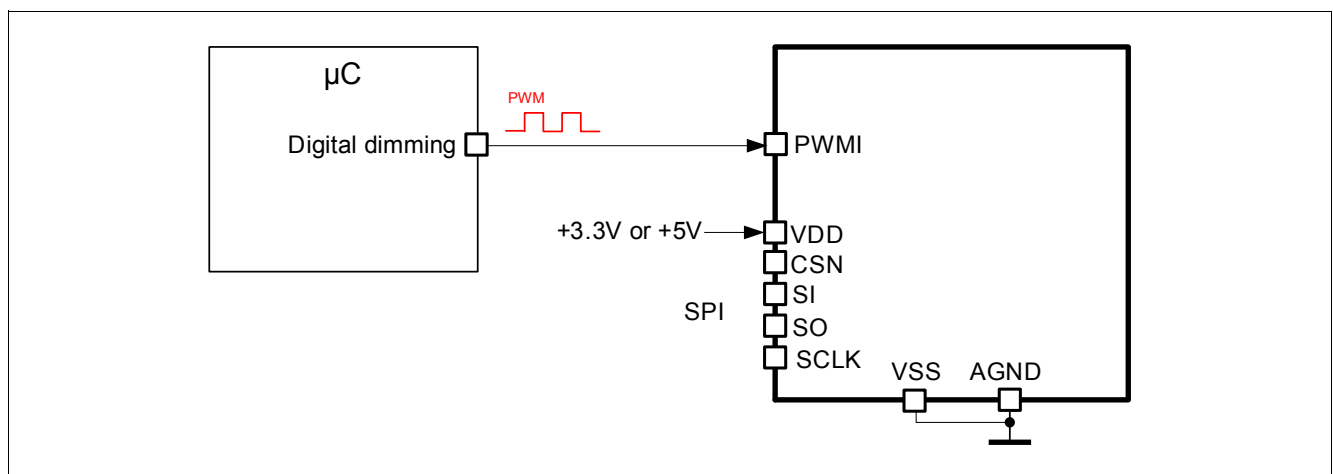 µC
PWM
Digital dimming
PWMI
+3.3V or +5V
VDD
CSN
SI
SPI
SO
SCLK
VSS AGND